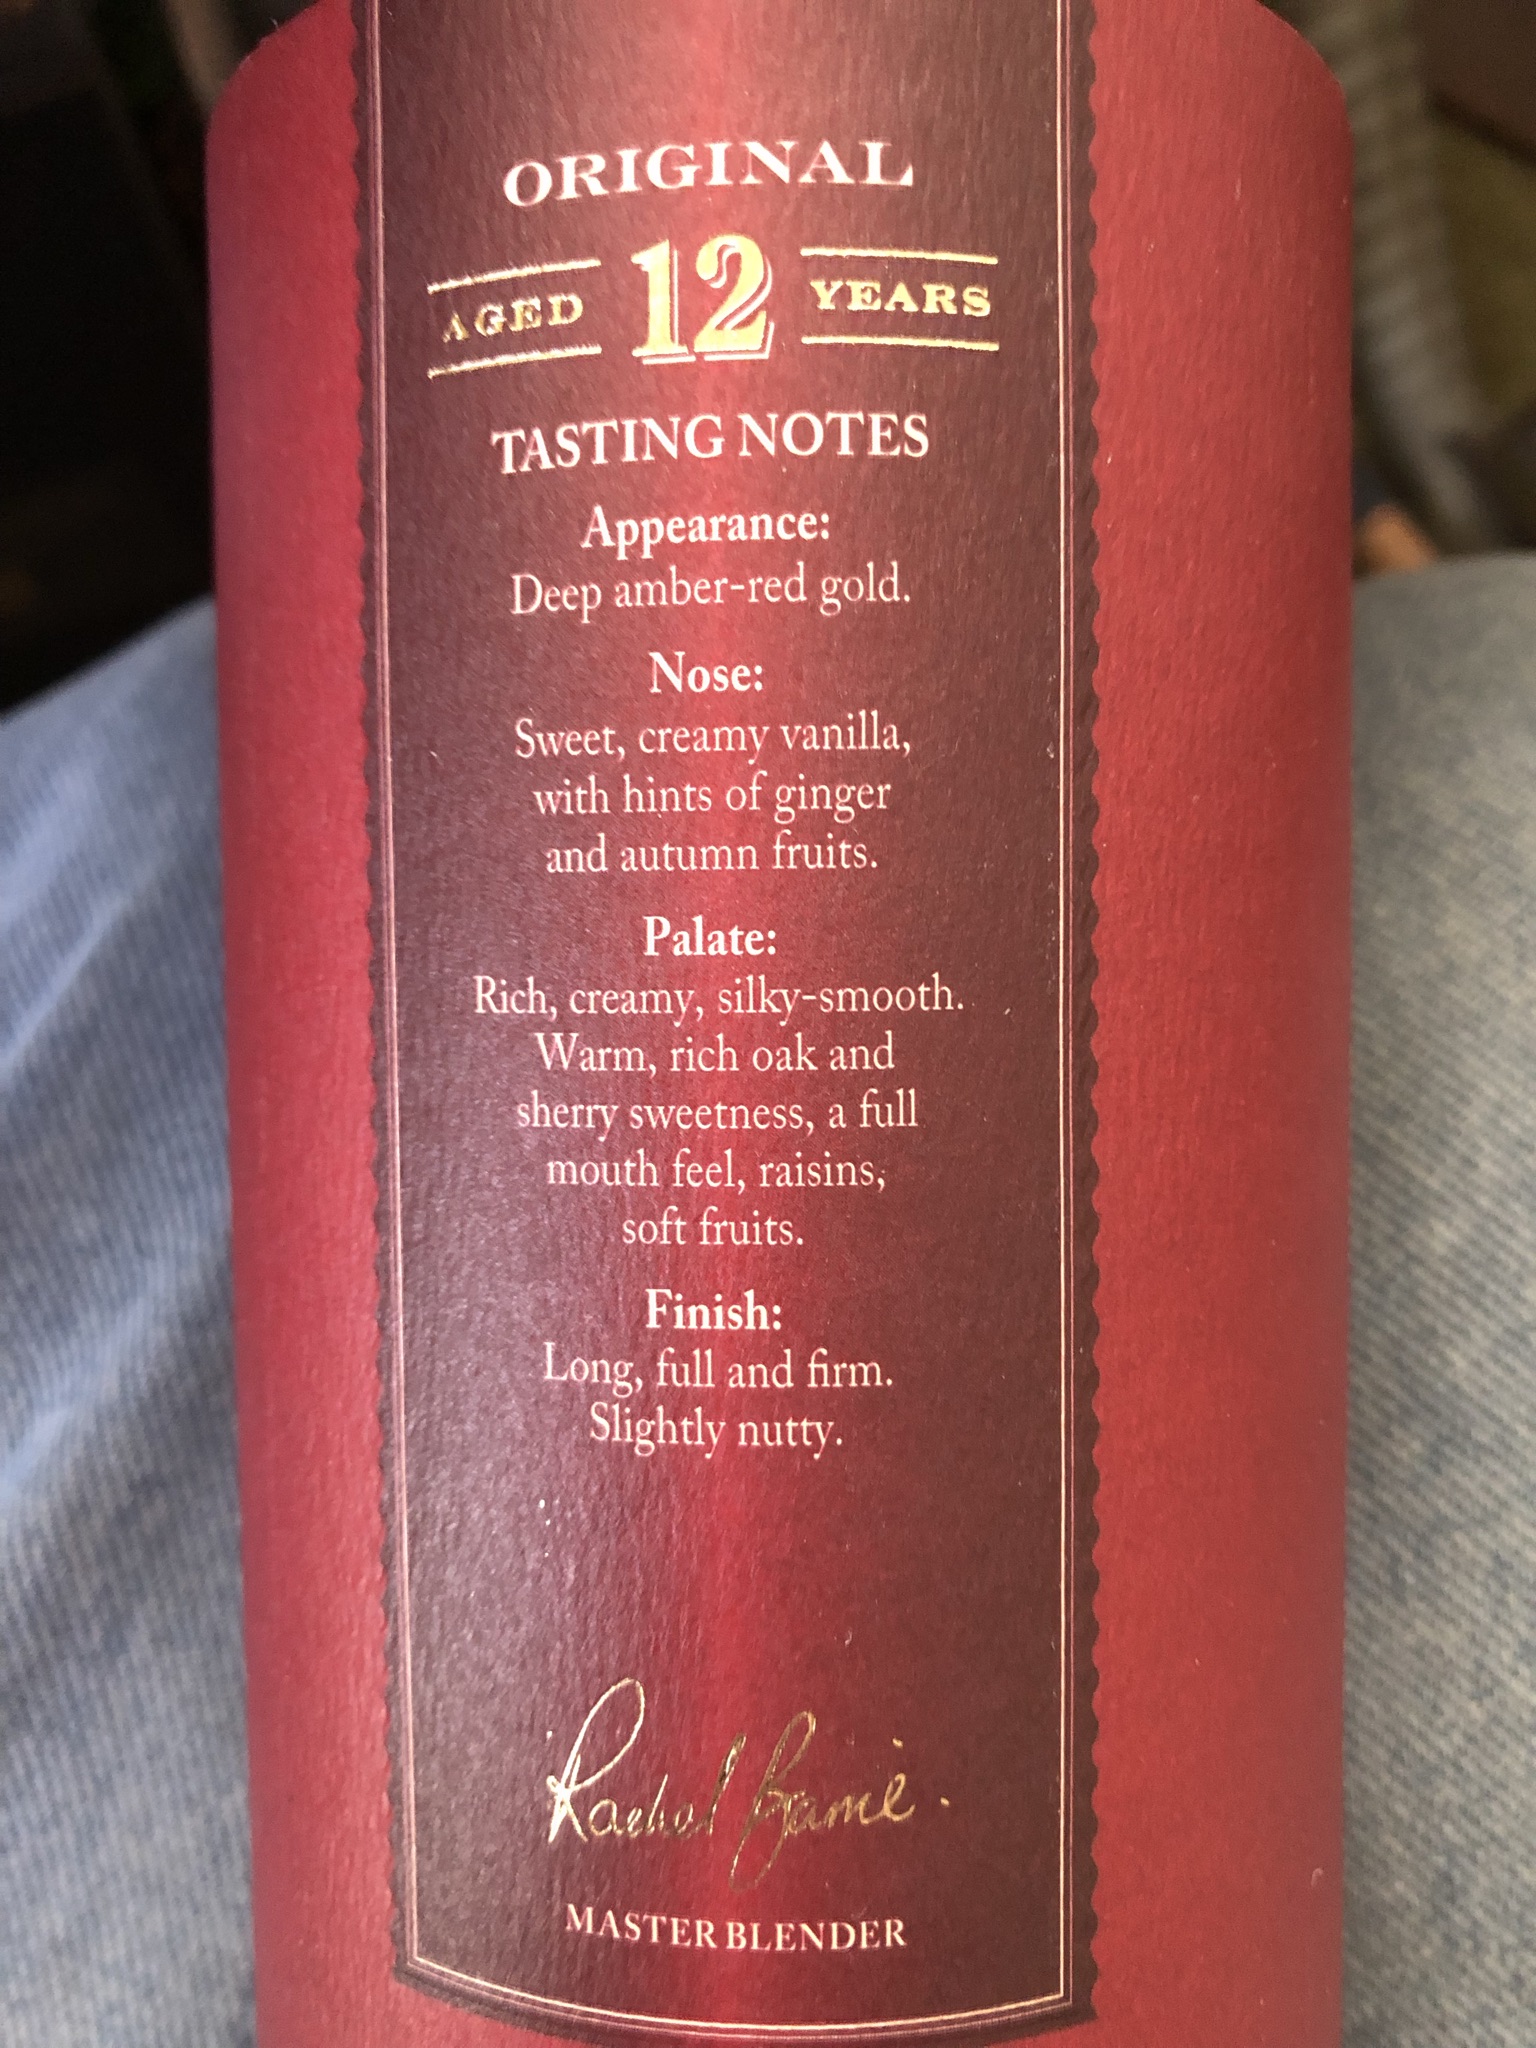 ORIGINAL
AGED 12 YEARS
TASTING NOTES
Appearance:
Deep amber-red gold.
Nose:
Sweet, creamy vanilla,
with hints of ginger
and autumn fruits.
Palate:
Rich, creamy, silky-smooth.
Warm, rich oak and
sherry sweetness, a full
mouth feel, raisins,
soft fruits.
Finish:
Long, full and firm.
Slightly nutty.
Rachel Barrie.
MASTER BLENDER